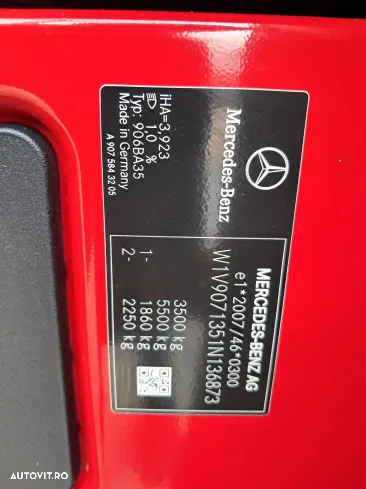 MERCEDES-BENZ AG
e1*2007/46*0300
W1V9071351N136873
3500 kg
5500 kg
1- 1860 kg
2- 2250 kg
Mercedes-Benz
iHA=3,923
1,0 %
Typ: 906BA35
Made in Germany
A 907 584 32 05
AUTOVIT.RO